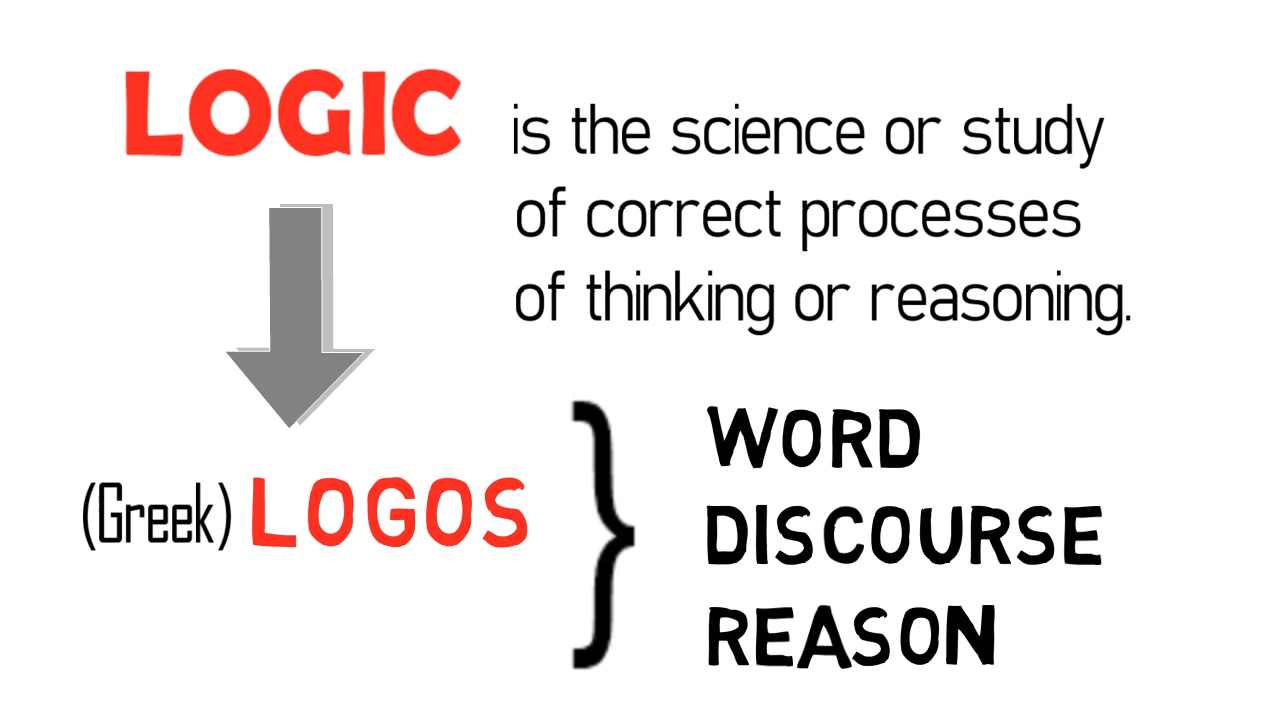 LOGIC is the science or study
of correct processes
of thinking or reasoning.
(Greek) LOGOS
WORD
DISCOURSE
REASON